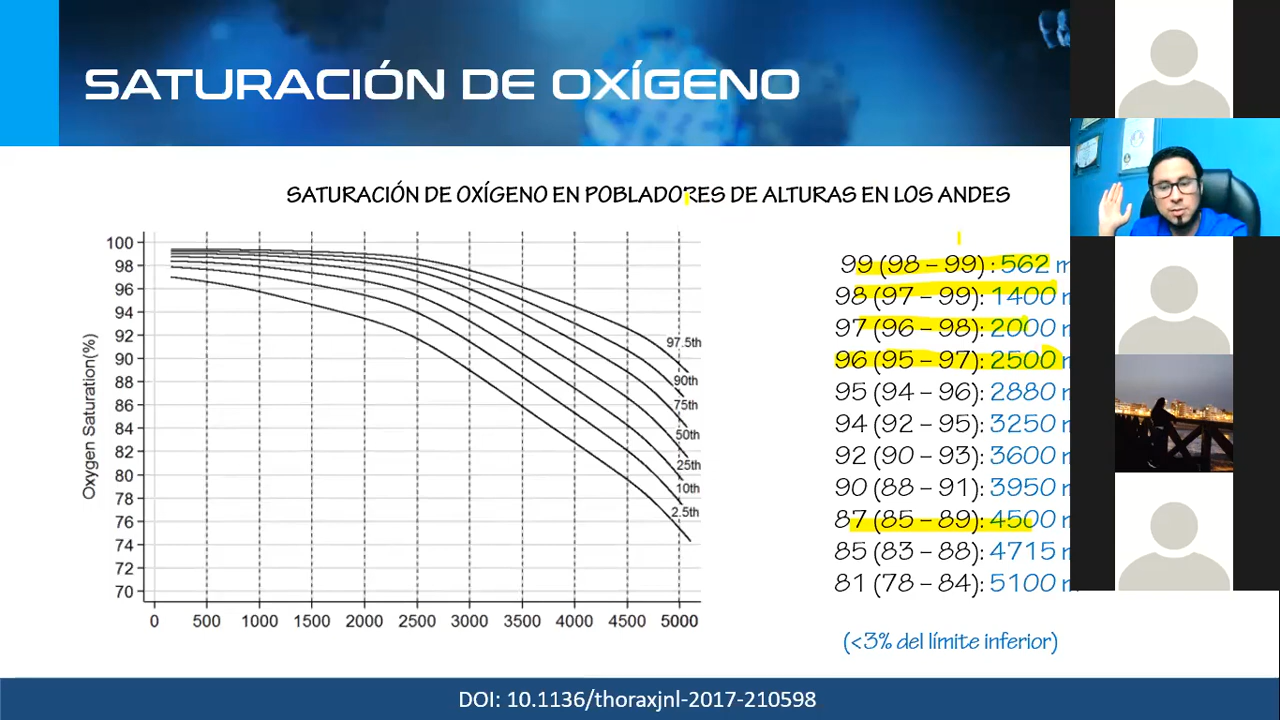 SATURACIÓN DE OXÍGENO
SATURACIÓN DE OXÍGENO EN POBLADORES DE ALTURAS EN LOS ANDES
Oxygen Saturation(%)
100
98
96
94
92
90
88
86
84
82
80
78
76
74
72
70
97.5th
90th
75th
50th
25th
10th
2.5th
0 500 1000 1500 2000 2500 3000 3500 4000 4500 5000
99 (98 – 99) : 562 m
98 (97 – 99): 1400
97 (96 – 98): 2000
96 (95 – 97): 2500
95 (94 – 96): 2880
94 (92 – 95): 3250
92 (90 – 93): 3600
90 (88 – 91): 3950
87 (85 – 89): 4500
85 (83 – 88): 4715
81 (78 – 84): 5100
(<3% del límite inferior)
DOI: 10.1136/thoraxjnl-2017-210598